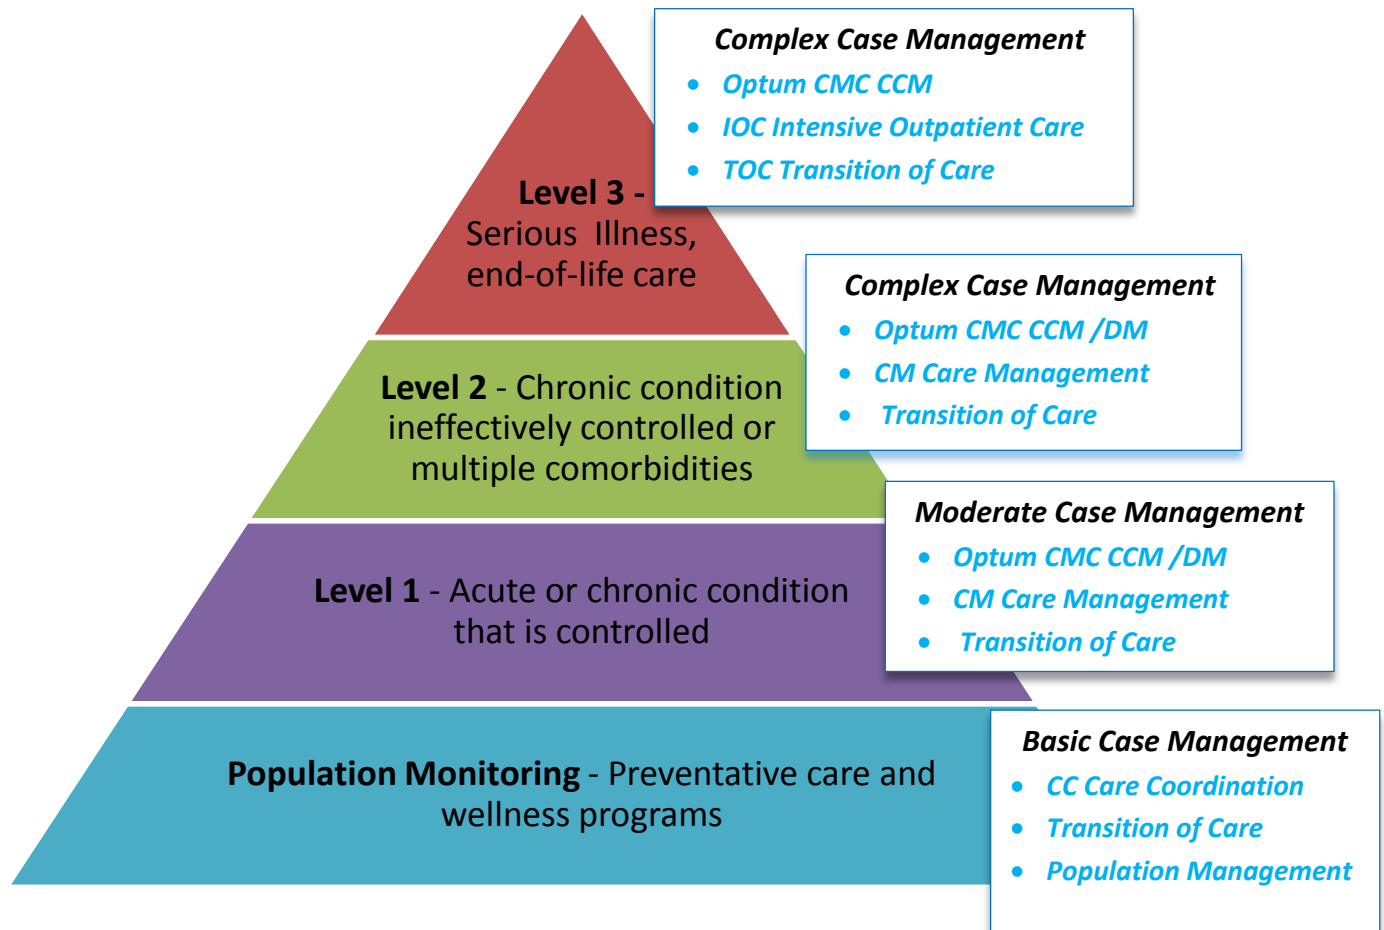 Complex Case Management
• Optum CMC CCM
• IOC Intensive Outpatient Care
• TOC Transition of Care
Level 3 -
Serious Illness,
end-of-life care
Complex Case Management
• Optum CMC CCM /DM
• CM Care Management
• Transition of Care
Level 2 - Chronic condition
ineffectively controlled or
multiple comorbidities
Moderate Case Management
• Optum CMC CCM /DM
• CM Care Management
• Transition of Care
Level 1 - Acute or chronic condition
that is controlled
Basic Case Management
• CC Care Coordination
• Transition of Care
• Population Management
Population Monitoring - Preventative care and
wellness programs